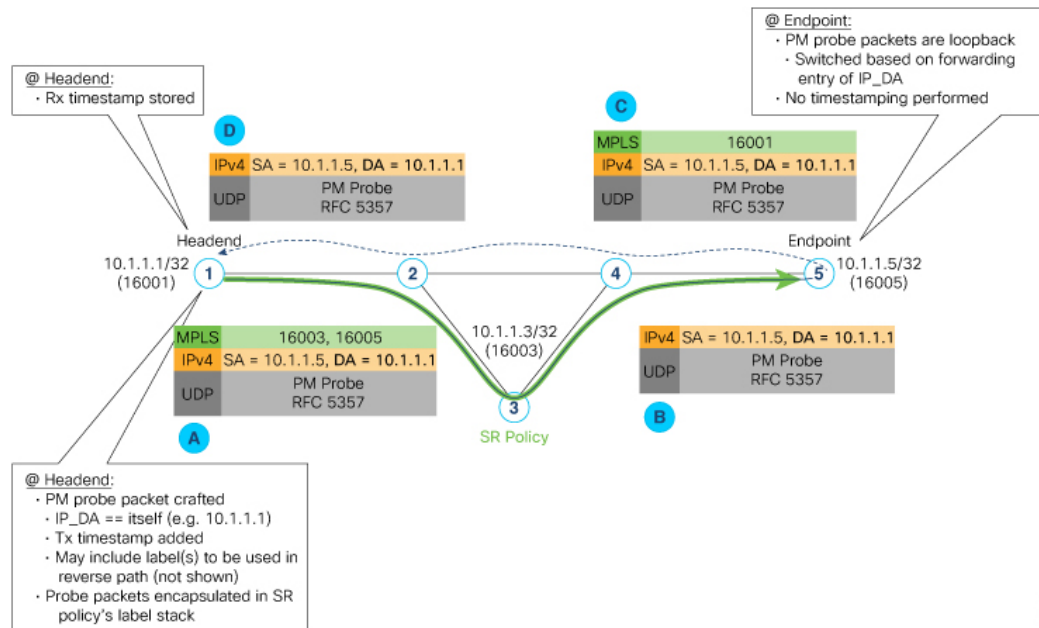 @ Endpoint:
· PM probe packets are loopback
· Switched based on forwarding
entry of IP_DA
· No timestamping performed
@ Headend:
· Rx timestamp stored
D
IPv4 SA = 10.1.1.5, DA = 10.1.1.1
UDP
PM Probe
RFC 5357
C
MPLS 16001
IPv4 SA = 10.1.1.5, DA = 10.1.1.1
UDP
PM Probe
RFC 5357
Headend
10.1.1.1/32
(16001)
1
2
4
Endpoint
5
10.1.1.5/32
(16005)
10.1.1.3/32
(16003)
3
SR Policy
MPLS 16003, 16005
IPv4 SA = 10.1.1.5, DA = 10.1.1.1
UDP
PM Probe
RFC 5357
A
IPv4 SA = 10.1.1.5, DA = 10.1.1.1
UDP
PM Probe
RFC 5357
B
@ Headend:
· PM probe packet crafted
· IP_DA == itself (e.g. 10.1.1.1)
· Tx timestamp added
· May include label(s) to be used in
reverse path (not shown)
· Probe packets encapsulated in SR
policy's label stack